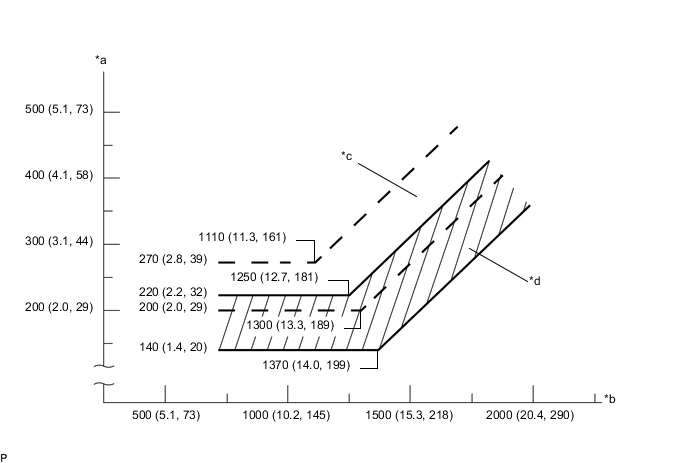 *a
500 (5.1, 73)
*c
400 (4.1, 58)
1110 (11.3, 161)
300 (3.1, 44)
270 (2.8, 39)
1250 (12.7, 181)
*d
220 (2.2, 32)
200 (2.0, 29)
200 (2.0, 29)
1300 (13.3, 189)
140 (1.4, 20)
1370 (14.0, 199)
*b
500 (5.1, 73)
1000 (10.2, 145)
1500 (15.3, 218)
2000 (20.4, 290)
P